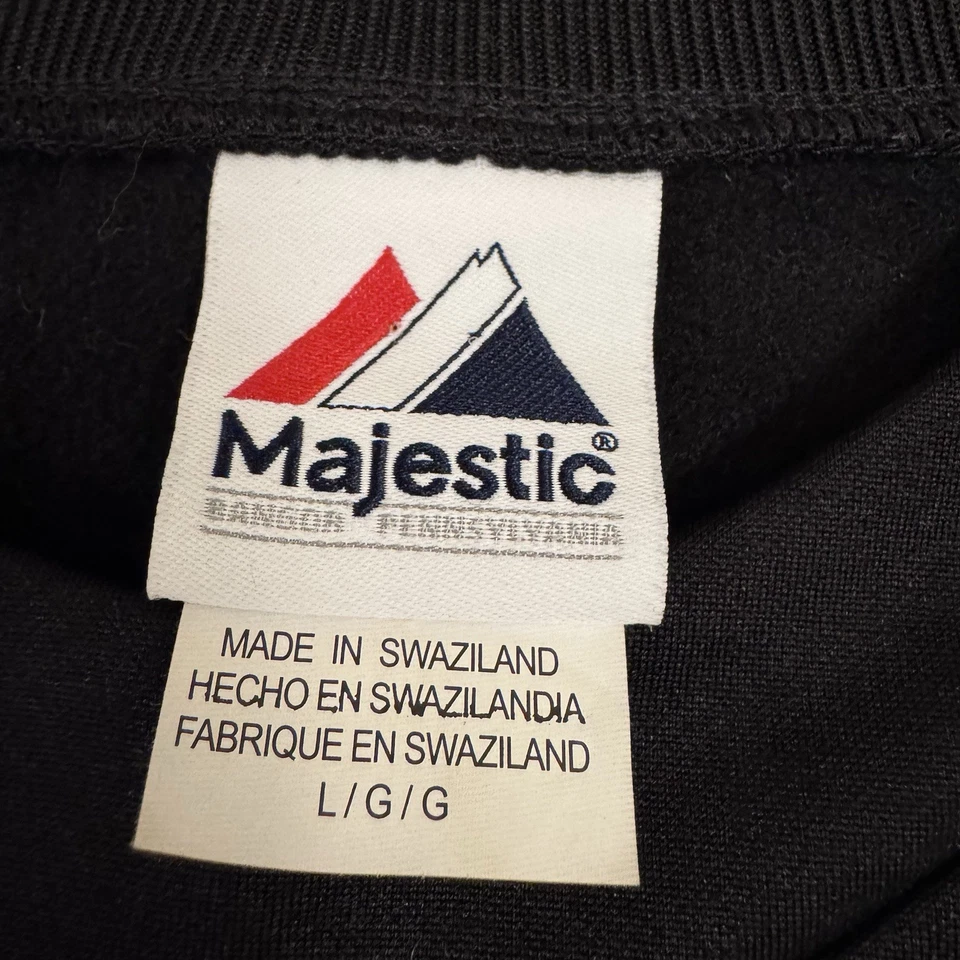 Majestic®
BANGOR PENNSYLVANIA
MADE IN SWAZILAND
HECHO EN SWAZILANDIA
FABRIQUE EN SWAZILAND
L/G/G